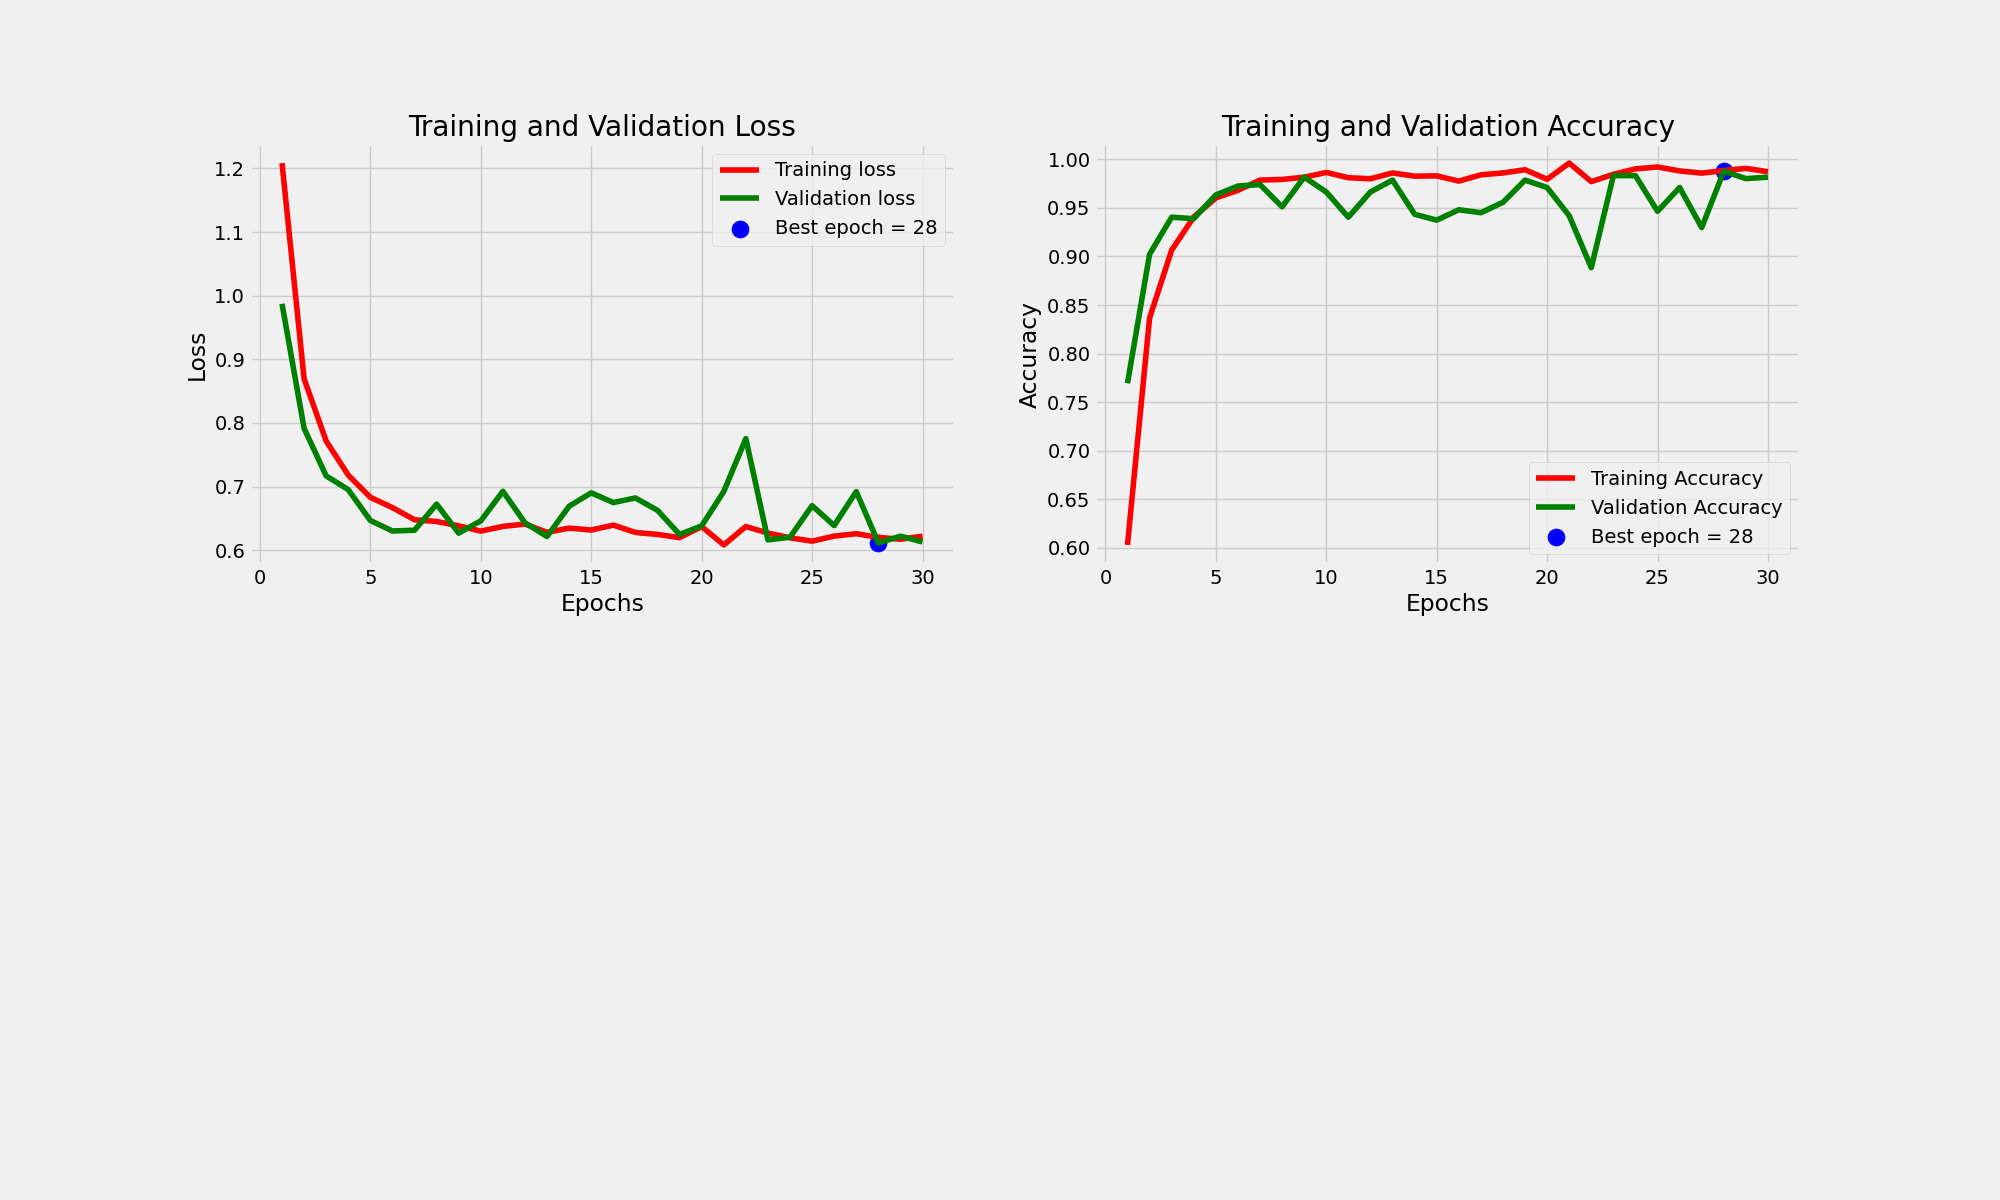 Training and Validation Loss
1.2
1.1
1.0
0.9
0.8
0.7
0.6
Loss
0
5
10
15
20
25
30
Epochs
Training loss
Validation loss
Best epoch = 28
Training and Validation Accuracy
1.00
0.95
0.90
0.85
0.80
0.75
0.70
0.65
0.60
Accuracy
0
5
10
15
20
25
30
Epochs
Training Accuracy
Validation Accuracy
Best epoch = 28